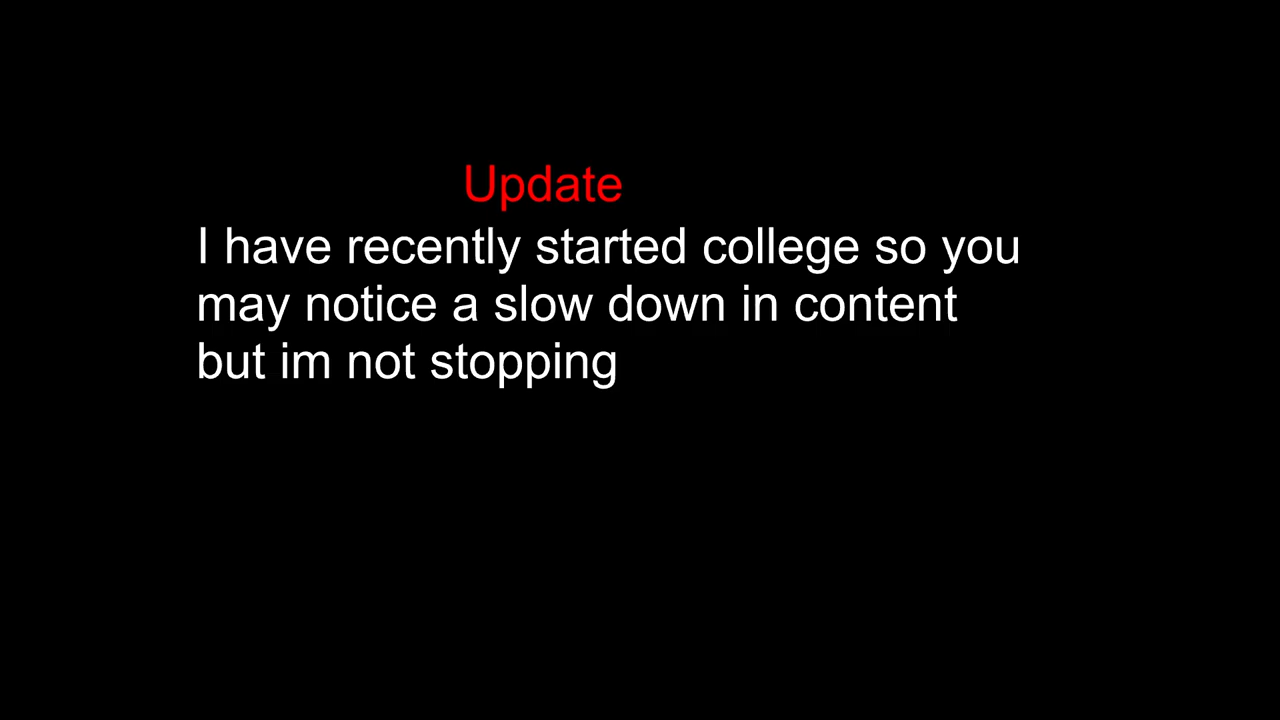 Update
I have recently started college so you
may notice a slow down in content
but im not stopping